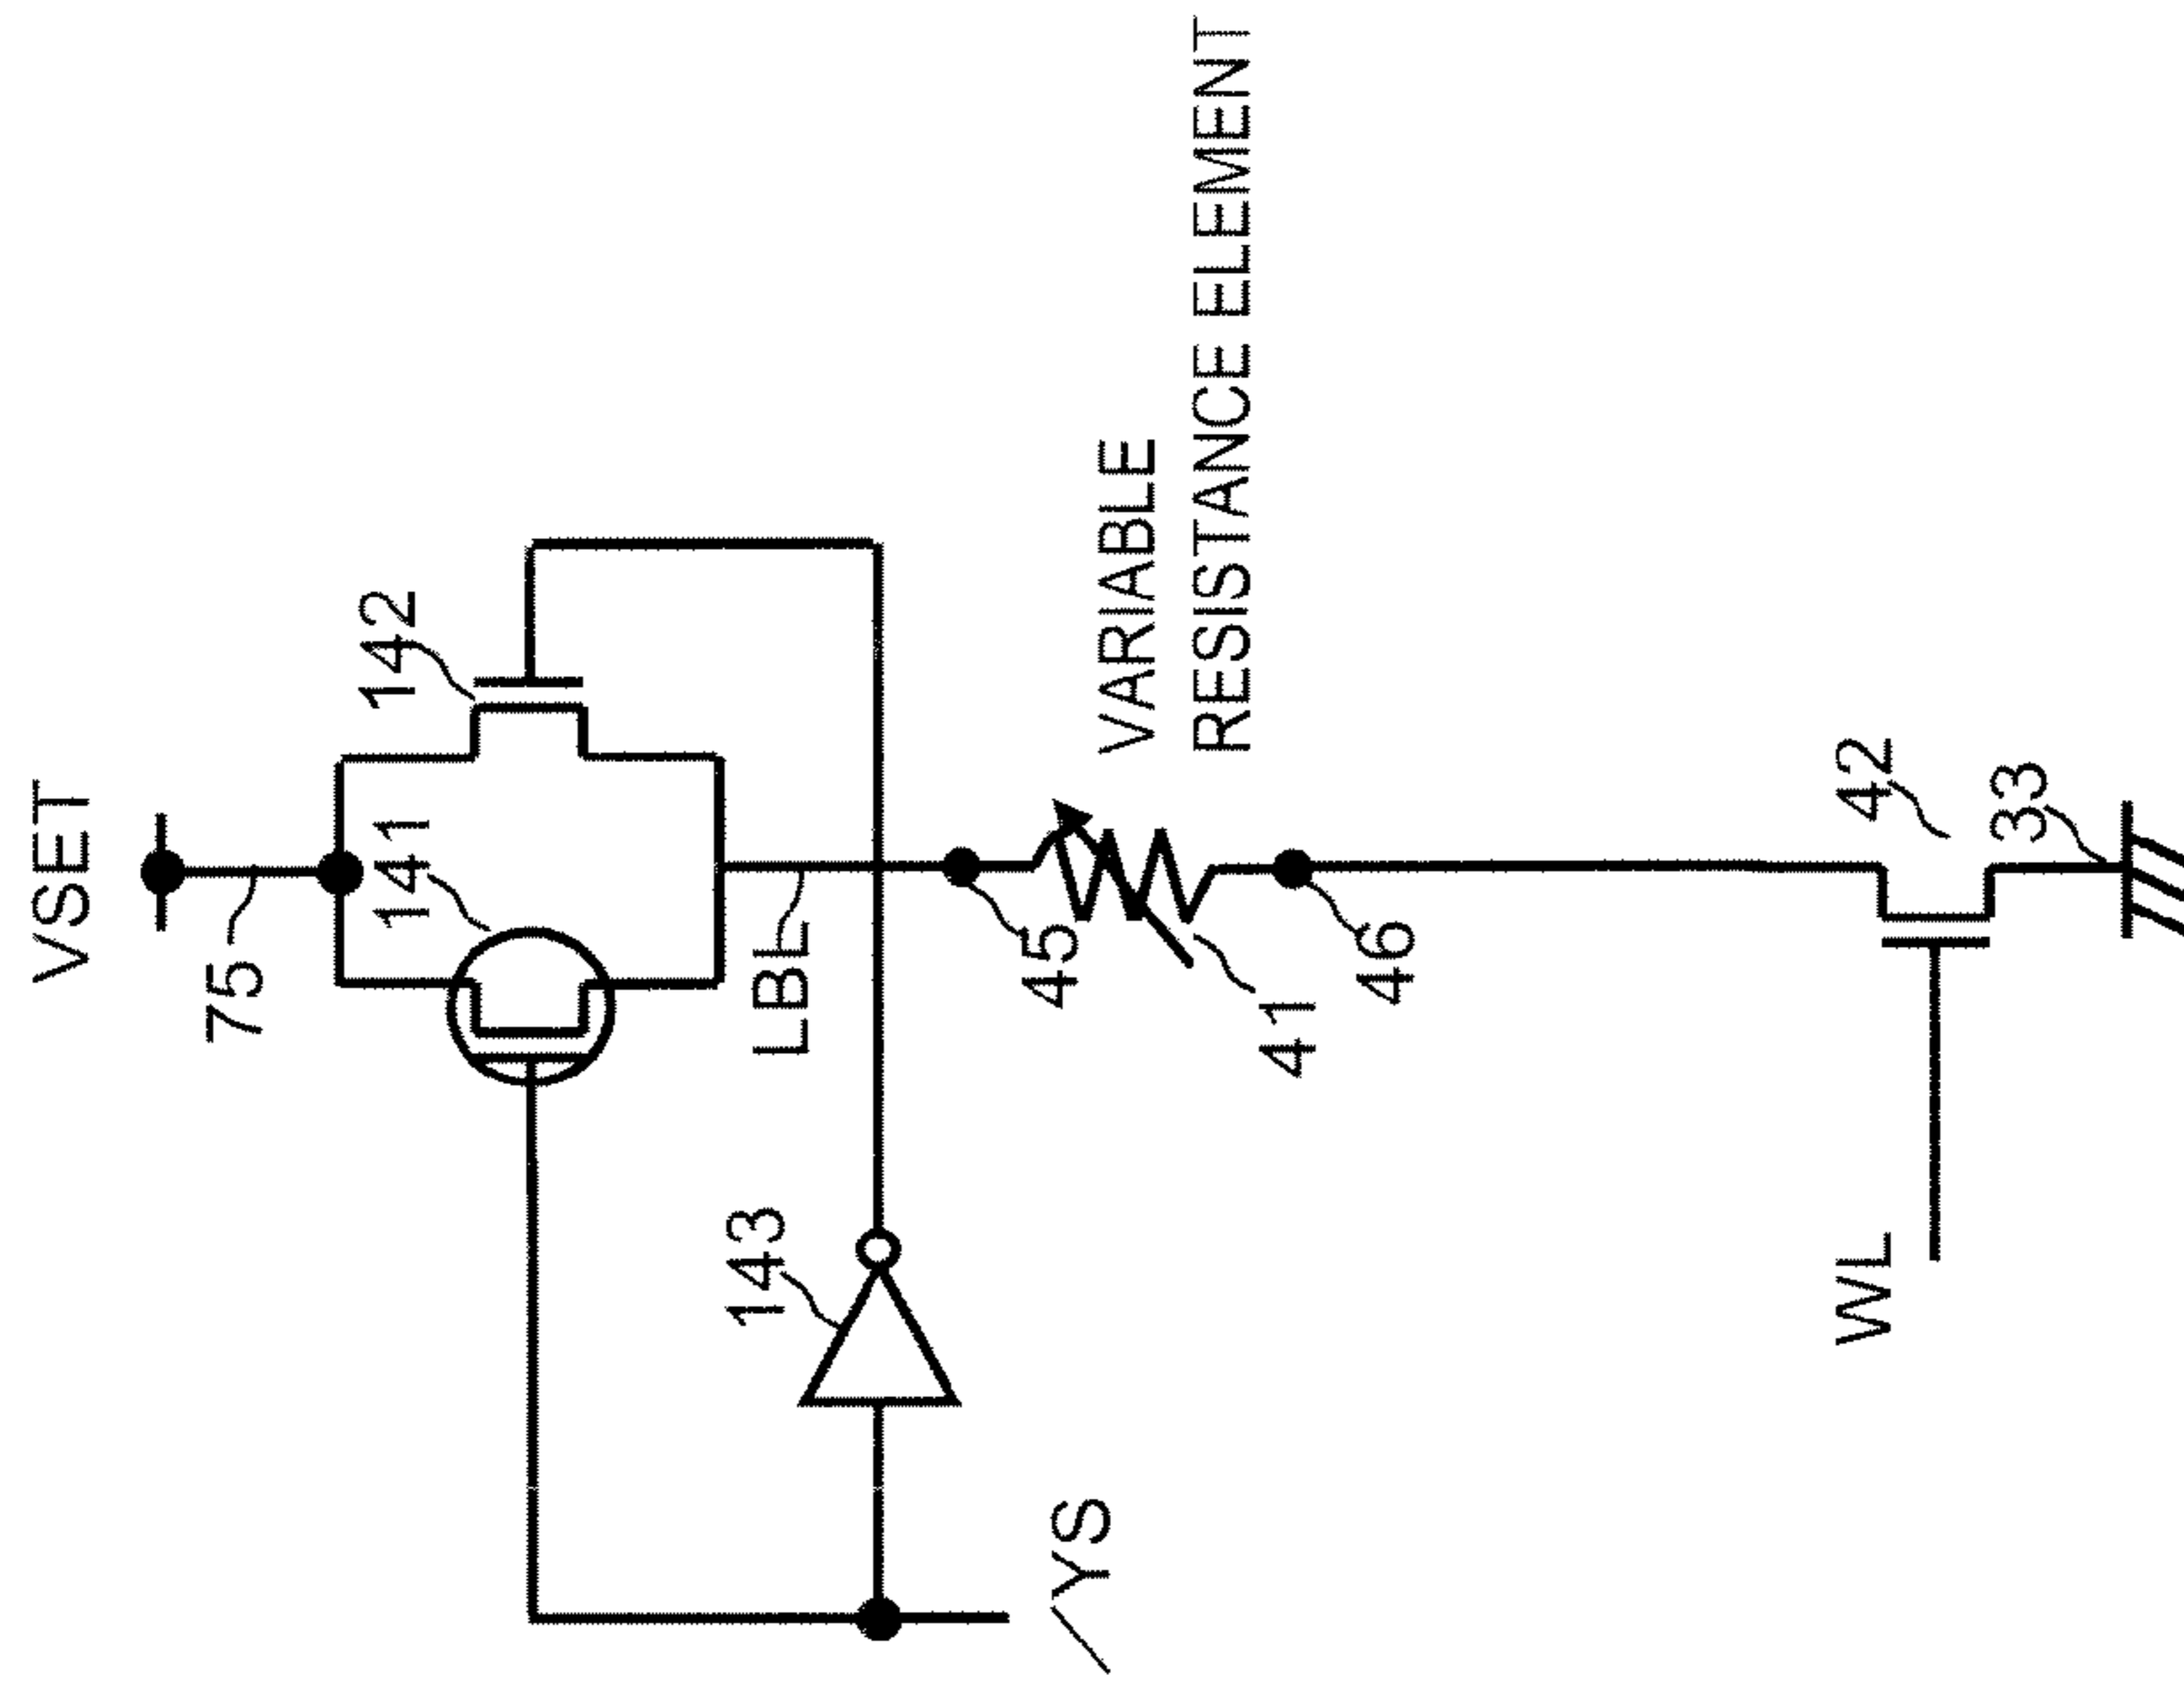 VSET
75
141
142
LBL
143
/YS
45
VARIABLE
RESISTANCE ELEMENT
41
46
WL
42
33